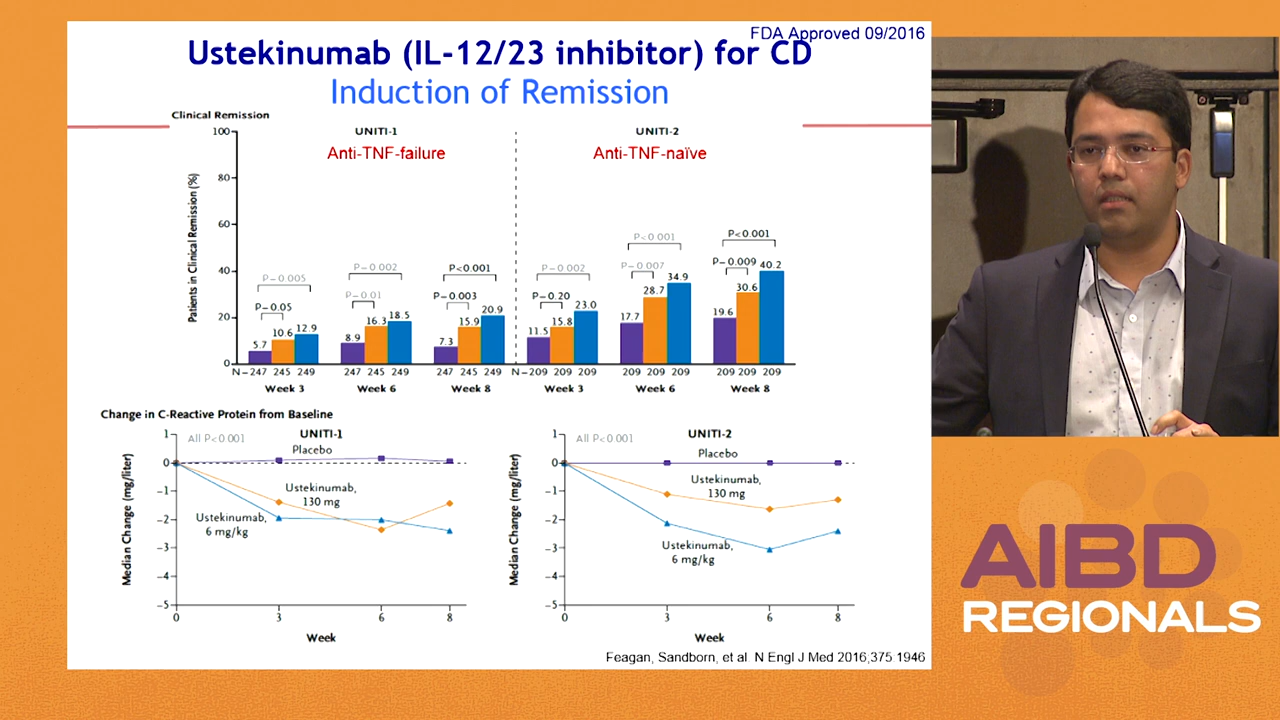 FDA Approved 09/2016
Ustekinumab (IL-12/23 inhibitor) for CD
Induction of Remission
Clinical Remission
UNITI-1
UNITI-2
Anti-TNF-failure
Anti-TNF-naïve
Patients in Clinical Remission (%)
100
80
60
40
20
0
P=0.005
P=0.05
5.7 10.6 12.9
P=0.002
P=0.01
8.9 16.3 18.5
P<0.001
P=0.003
7.3 15.9 20.9
P=0.002
P=0.20
11.5 15.8 23.0
P<0.001
P=0.007
17.7 28.7 34.9
P<0.001
P=0.009
19.6 30.6 40.2
N=247 245 249 247 245 249 247 245 249 N=209 209 209 209 209 209 209 209 209
Week 3 Week 6 Week 8 Week 3 Week 6 Week 8
Change in C-Reactive Protein from Baseline
UNITI-1
All P<0.001
Placebo
Ustekinumab,
130 mg
Ustekinumab,
6 mg/kg
Median Change (mg/liter)
1
0
-1
-2
-3
-4
-5
0 3 6 8
Week
UNITI-2
All P<0.001
Placebo
Ustekinumab,
130 mg
Ustekinumab,
6 mg/kg
Median Change (mg/liter)
1
0
-1
-2
-3
-4
-5
0 3 6 8
Week
Feagan, Sandborn, et al N Engl J Med 2016;375 1946
AIBD
REGIONALS